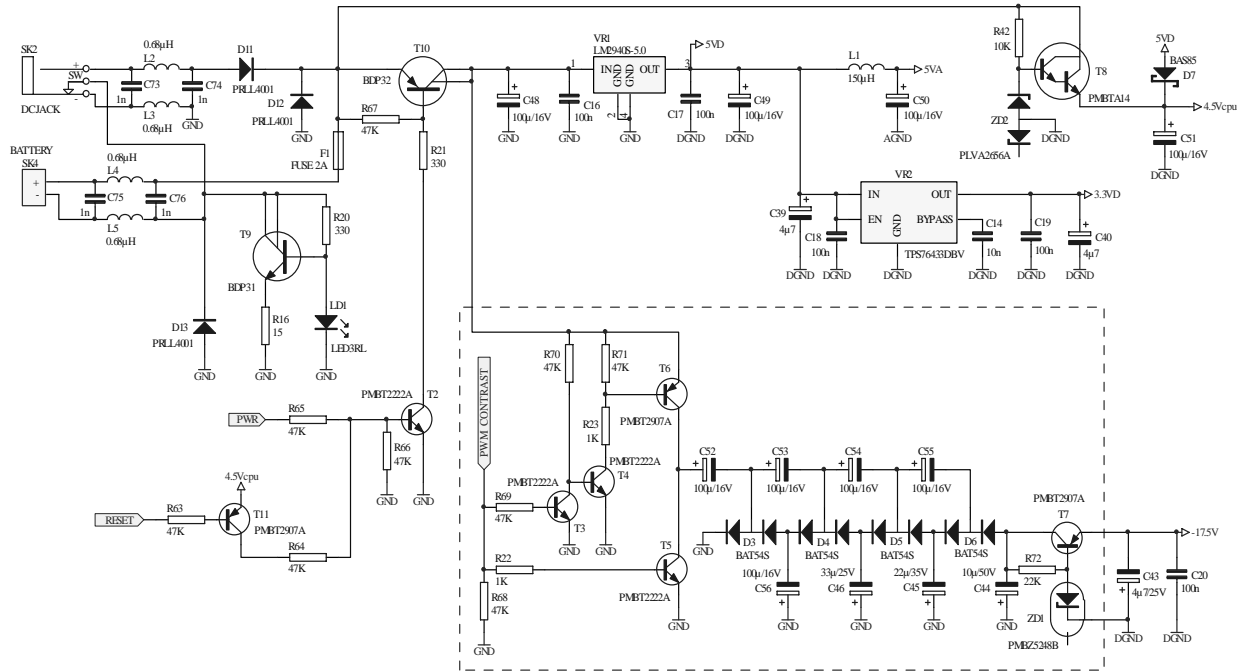 SK2
+
SW
-
DCJACK
0.68µH
L2
C73
1n
C74
1n
L3
0.68µH
GND
D11
PRLL4001
D12
PRLL4001
GND
T10
BDP32
R67
47K
F1
FUSE 2A
R21
330
BATTERY
SK4
+
-
0.68µH
L4
C75
1n
C76
1n
L5
0.68µH
T9
BDP31
R20
330
R16
15
GND
LD1
LED3RL
GND
D13
PRLL4001
GND
+
C48
100µ/16V
GND
C16
100n
GND
VR1
LM2940S-5.0
1
IN
OUT
3
GND
GND
2
4
GND
5VD
C17
100n
DGND
+
C49
100µ/16V
DGND
L1
150µH
5VA
+
C50
100µ/16V
AGND
R42
10K
T8
PMBTA14
ZD2
DGND
PLVA2656A
5VD
BAS85
D7
4.5Vcpu
+
C51
100µ/16V
DGND
VR2
IN
OUT
EN
BYPASS
GND
TPS76433DBV
DGND
+
C39
4µ7
DGND
C18
100n
DGND
C14
10n
DGND
C19
100n
DGND
+
C40
4µ7
DGND
3.3VD
PWR
R65
47K
PMBT2222A
T2
R66
47K
GND
GND
4.5Vcpu
RESET
R63
47K
T11
PMBT2907A
R64
47K
PWM CONTRAST
R70
47K
R71
47K
T6
PMBT2907A
R23
1K
PMBT2222A
T4
GND
PMBT2222A
R69
47K
T3
GND
R22
1K
T5
PMBT2222A
GND
R68
47K
GND
C52
+
100µ/16V
C53
+
100µ/16V
C54
+
100µ/16V
C55
+
100µ/16V
GND
D3
BAT54S
D4
BAT54S
D5
BAT54S
D6
BAT54S
100µ/16V
+
C56
GND
33µ/25V
C46
+
GND
22µ/35V
C45
+
GND
10µ/50V
C44
+
GND
PMBT2907A
T7
R72
22K
ZD1
PMBZ5248B
-17.5V
C43
+
4µ7/25V
DGND
C20
100n
DGND